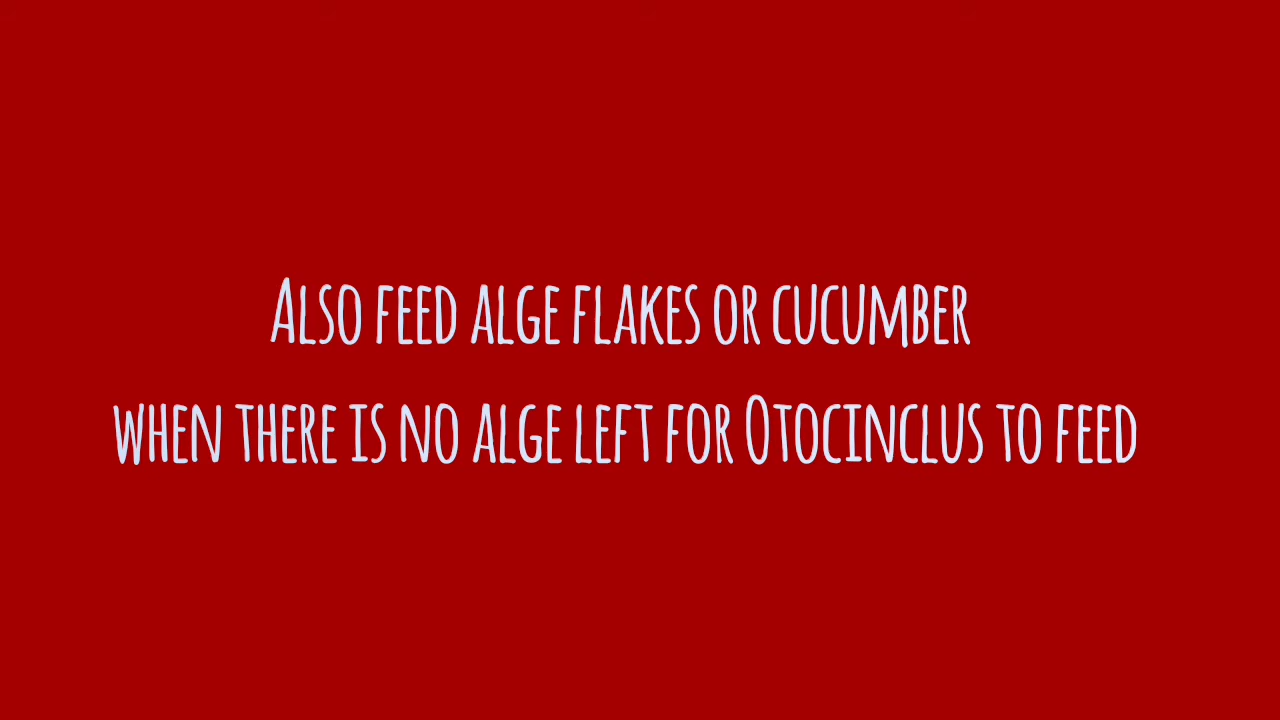 Also feed alge flakes or cucumber
when there is no alge left for Otocinclus to feed